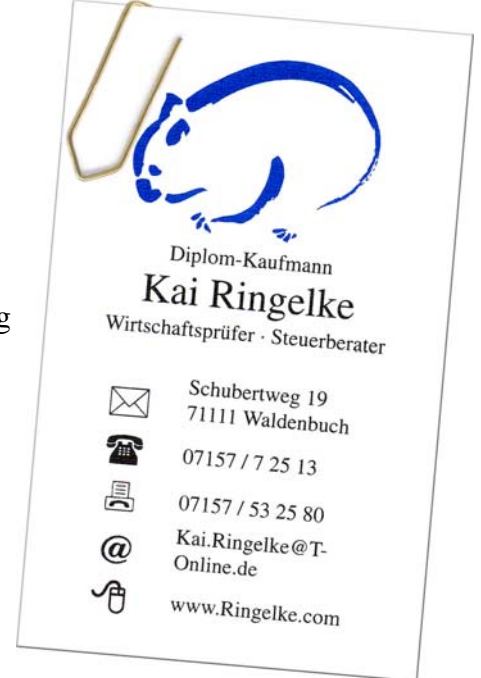 Diplom-Kaufmann
Kai Ringelke
Wirtschaftsprüfer · Steuerberater
g
Schubertweg 19
71111 Waldenbuch
07157 / 7 25 13
07157 / 53 25 80
@
Kai.Ringelke@T-
Online.de
www.Ringelke.com